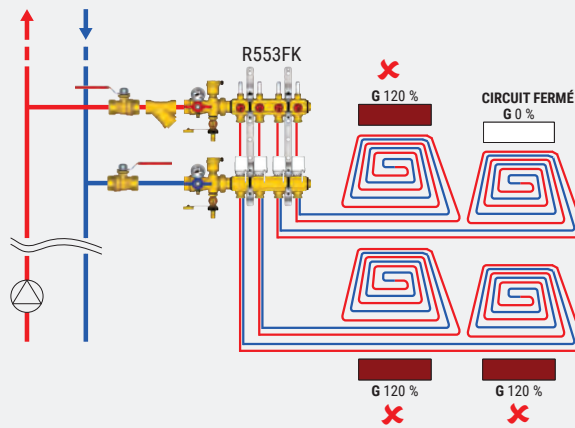 R553FK
G 120 %
CIRCUIT FERMÉ
G 0 %
G 120 %
G 120 %